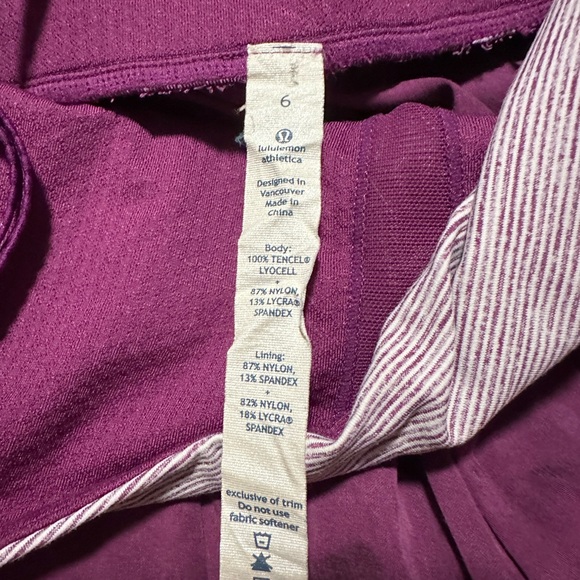 6
lululemon
athletica
Designed in
Vancouver
Made in
China
Body:
100% TENCEL®
LYOCELL
+
87% NYLON,
13% LYCRA®
SPANDEX
Lining:
87% NYLON,
13% SPANDEX
+
82% NYLON,
18% LYCRA®
SPANDEX
exclusive of trim
Do not use
fabric softener